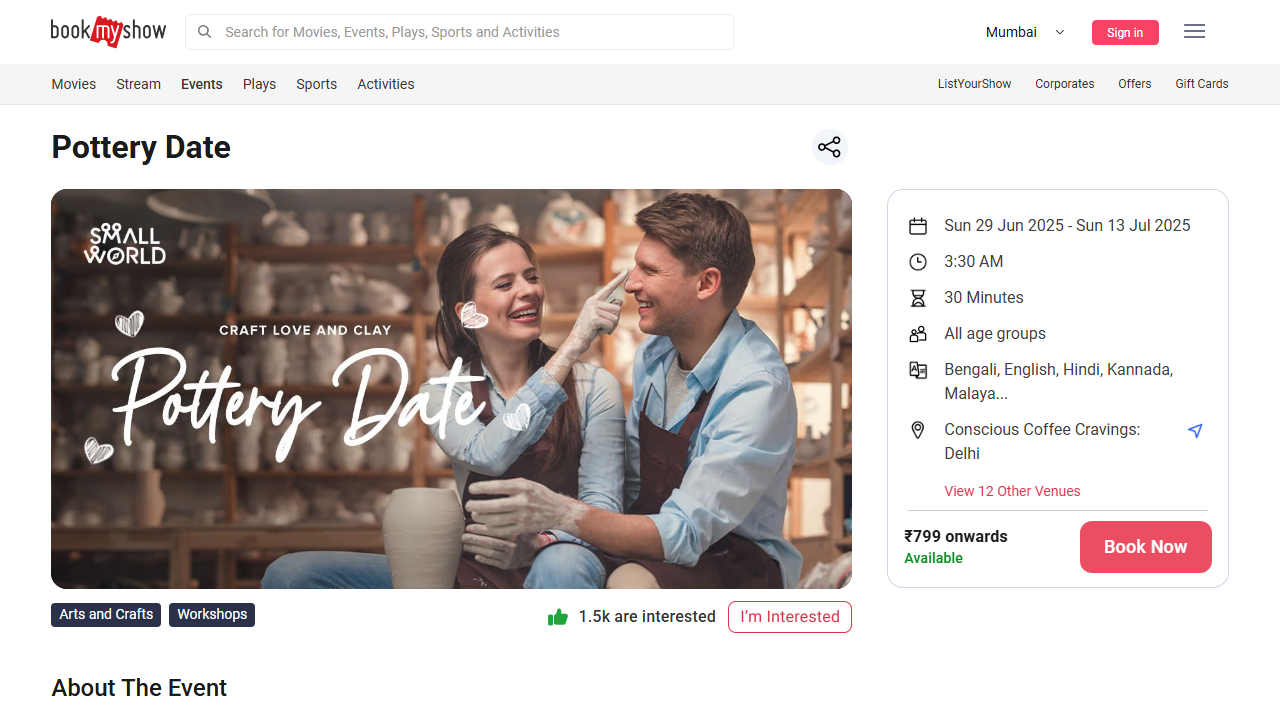 bookmyshow
Search for Movies, Events, Plays, Sports and Activities
Mumbai
Sign in
Movies
Stream
Events
Plays
Sports
Activities
ListYourShow
Corporates
Offers
Gift Cards
Pottery Date
SMALL
WORLD
CRAFT LOVE AND CLAY
Pottery Date
Sun 29 Jun 2025 - Sun 13 Jul 2025
3:30 AM
30 Minutes
All age groups
Bengali, English, Hindi, Kannada,
Malaya...
Conscious Coffee Cravings:
Delhi
View 12 Other Venues
₹799 onwards
Available
Book Now
Arts and Crafts
Workshops
1.5k are interested
I’m Interested
About The Event